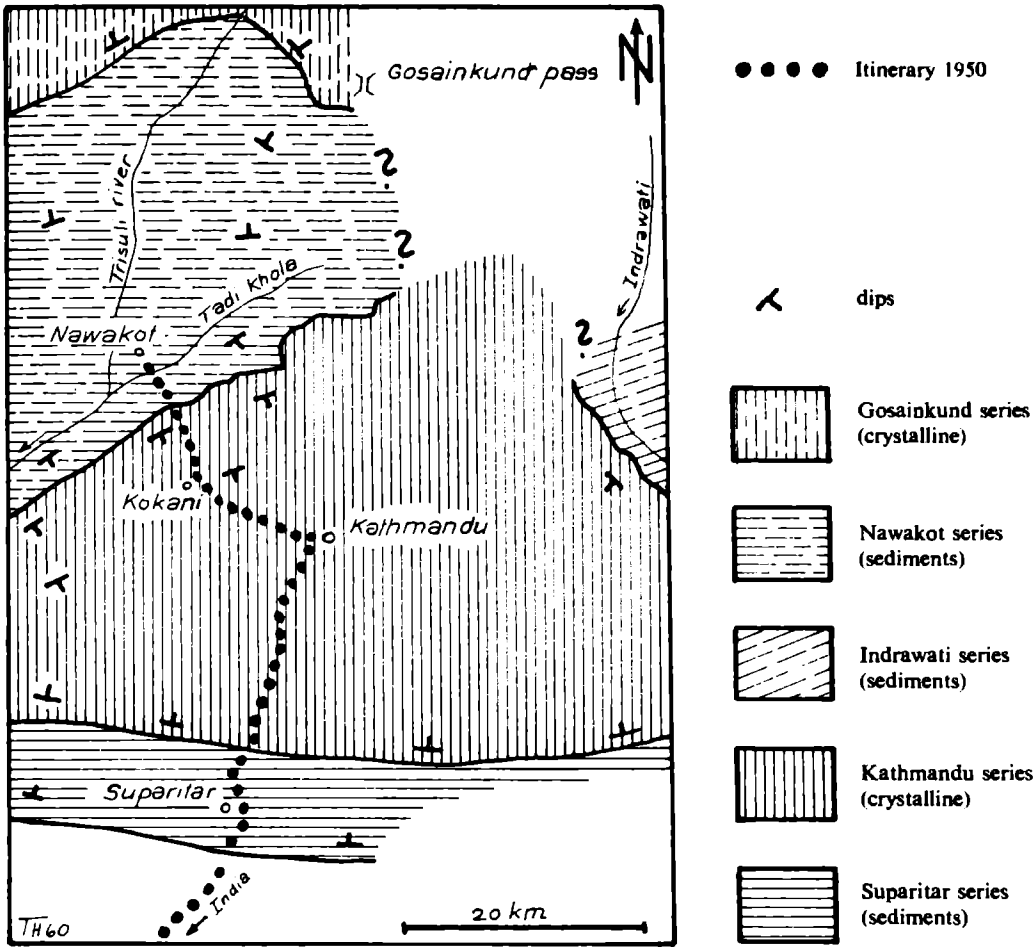 Gosainkund pass
N
?
?
?
Trisuli river
Tadi Khola
Indrawati
Nawakot
Kokani
Kathmandu
Suparitar
India
TH60
20 km
Itinerary 1950
dips
Gosainkund series
(crystalline)
Nawakot series
(sediments)
Indrawati series
(sediments)
Kathmandu series
(crystalline)
Suparitar series
(sediments)